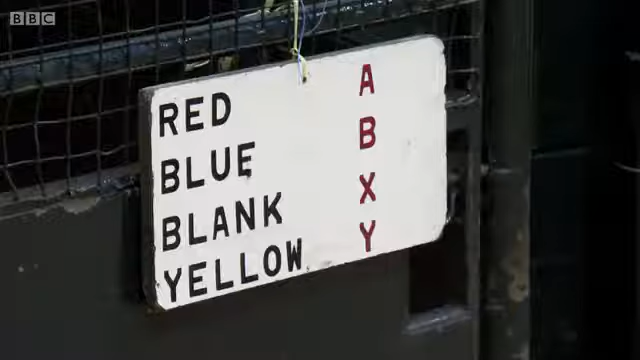 BBC
RED A
BLUE B
BLANK X
YELLOW Y